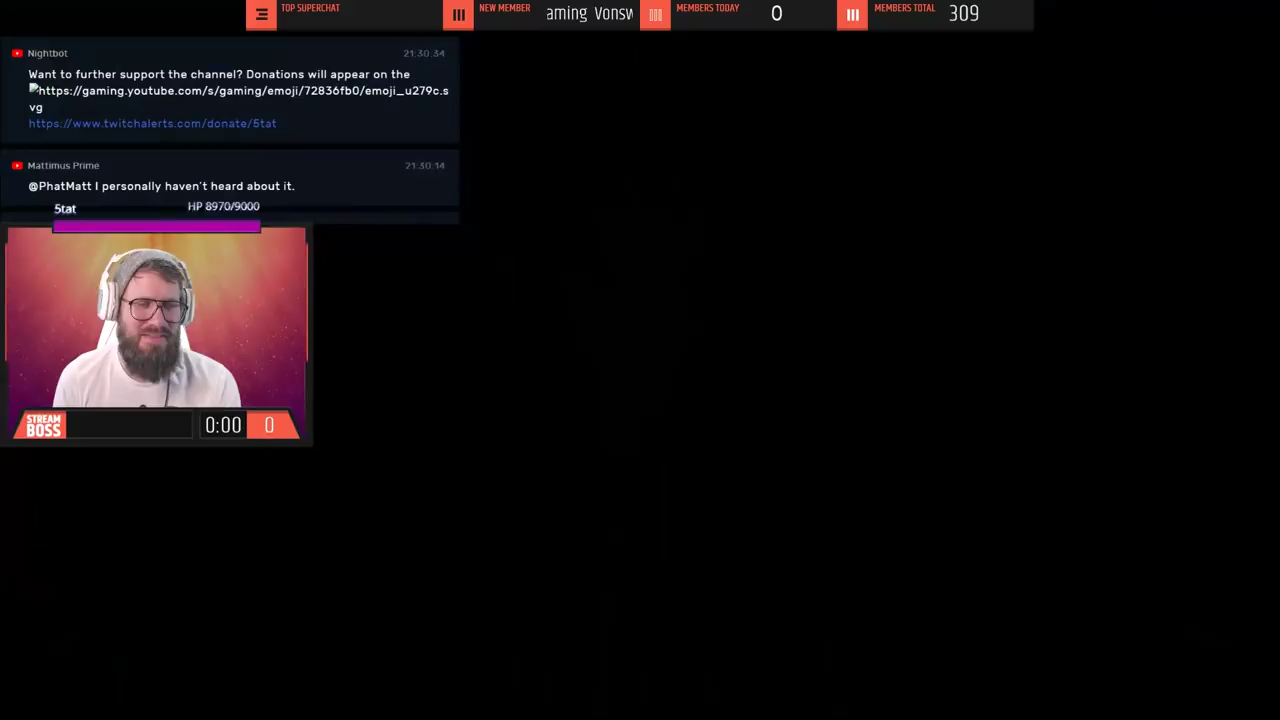 TOP SUPERCHAT
NEW MEMBER
aming Vonsw
MEMBERS TODAY
0
MEMBERS TOTAL
309
Nightbot
21:30:34
Want to further support the channel? Donations will appear on the
https://gaming.youtube.com/s/gaming/emoji/72836fb0/emoji_u279c.s
vg
https://www.twitchalerts.com/donate/5tat
Mattimus Prime
21:30:14
@PhatMatt I personally haven't heard about it.
5tat
HP 8970/9000
STREAM
BOSS
0:00
0